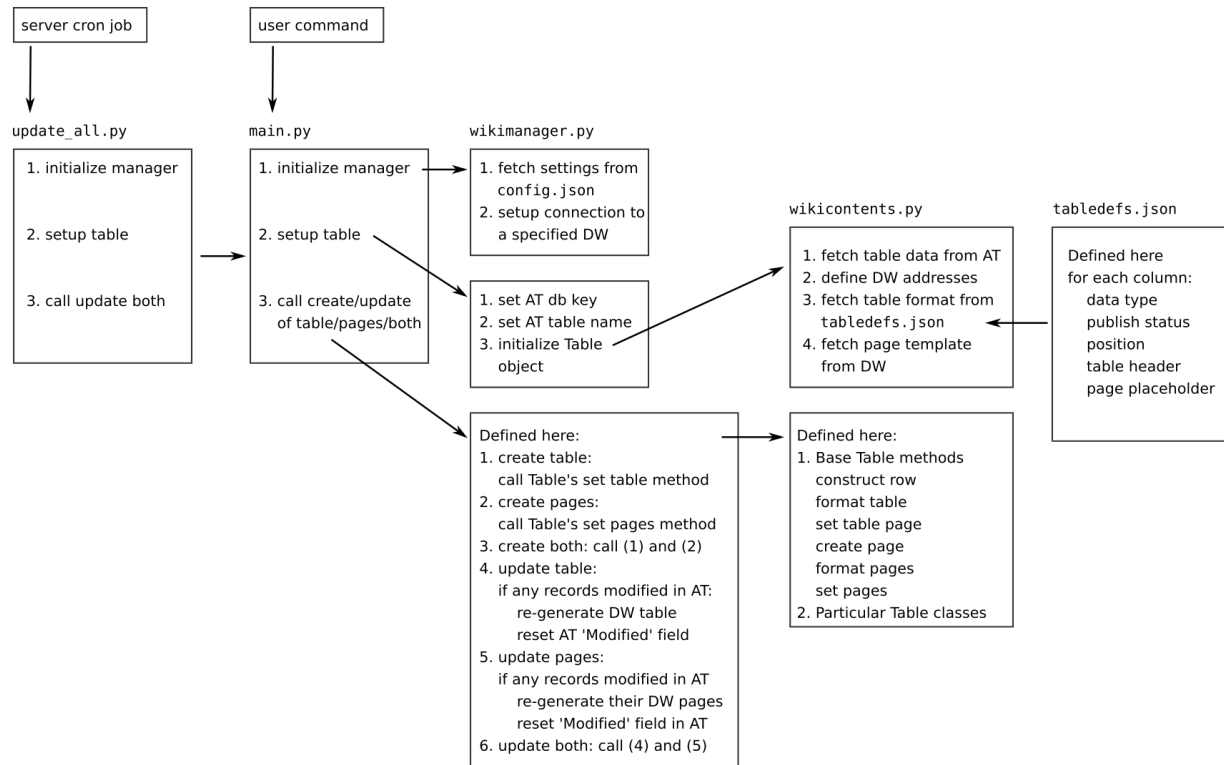 server cron job
user command
update_all.py
1. initialize manager
2. setup table
3. call update both
main.py
1. initialize manager
2. setup table
3. call create/update
of table/pages/both
wikimanager.py
1. fetch settings from
config.json
2. setup connection to
a specified DW
1. set AT db key
2. set AT table name
3. initialize Table
object
Defined here:
1. create table:
call Table's set table method
2. create pages:
call Table's set pages method
3. create both: call (1) and (2)
4. update table:
if any records modified in AT:
re-generate DW table
reset AT 'Modified' field
5. update pages:
if any records modified in AT
re-generate their DW pages
reset 'Modified' field in AT
6. update both: call (4) and (5)
wikicontents.py
1. fetch table data from AT
2. define DW addresses
3. fetch table format from
tabledefs.json
4. fetch page template
from DW
Defined here:
1. Base Table methods
construct row
format table
set table page
create page
format pages
set pages
2. Particular Table classes
tabledefs.json
Defined here
for each column:
data type
publish status
position
table header
page placeholder